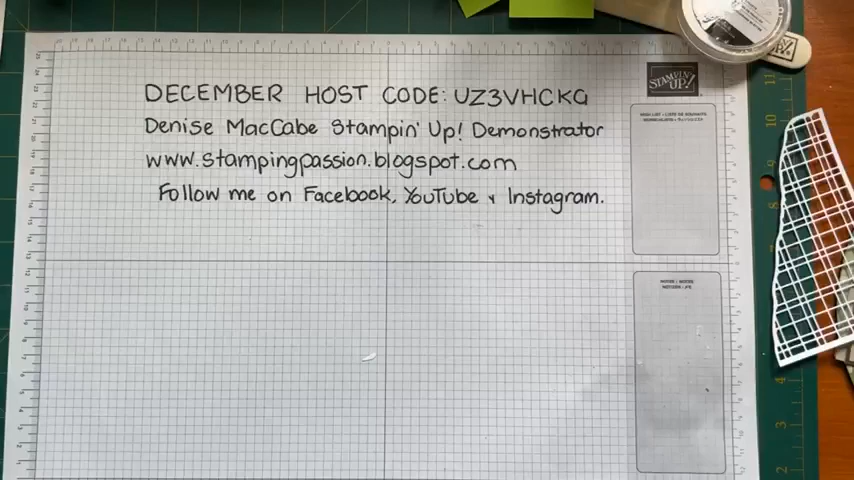 DECEMBER HOST CODE: UZ3VHCKG
Denise MacCabe Stampin' Up! Demonstrator
www.stampingpassion.blogspot.com
Follow me on Facebook, YouTube & Instagram.
STAMPIN' UP!